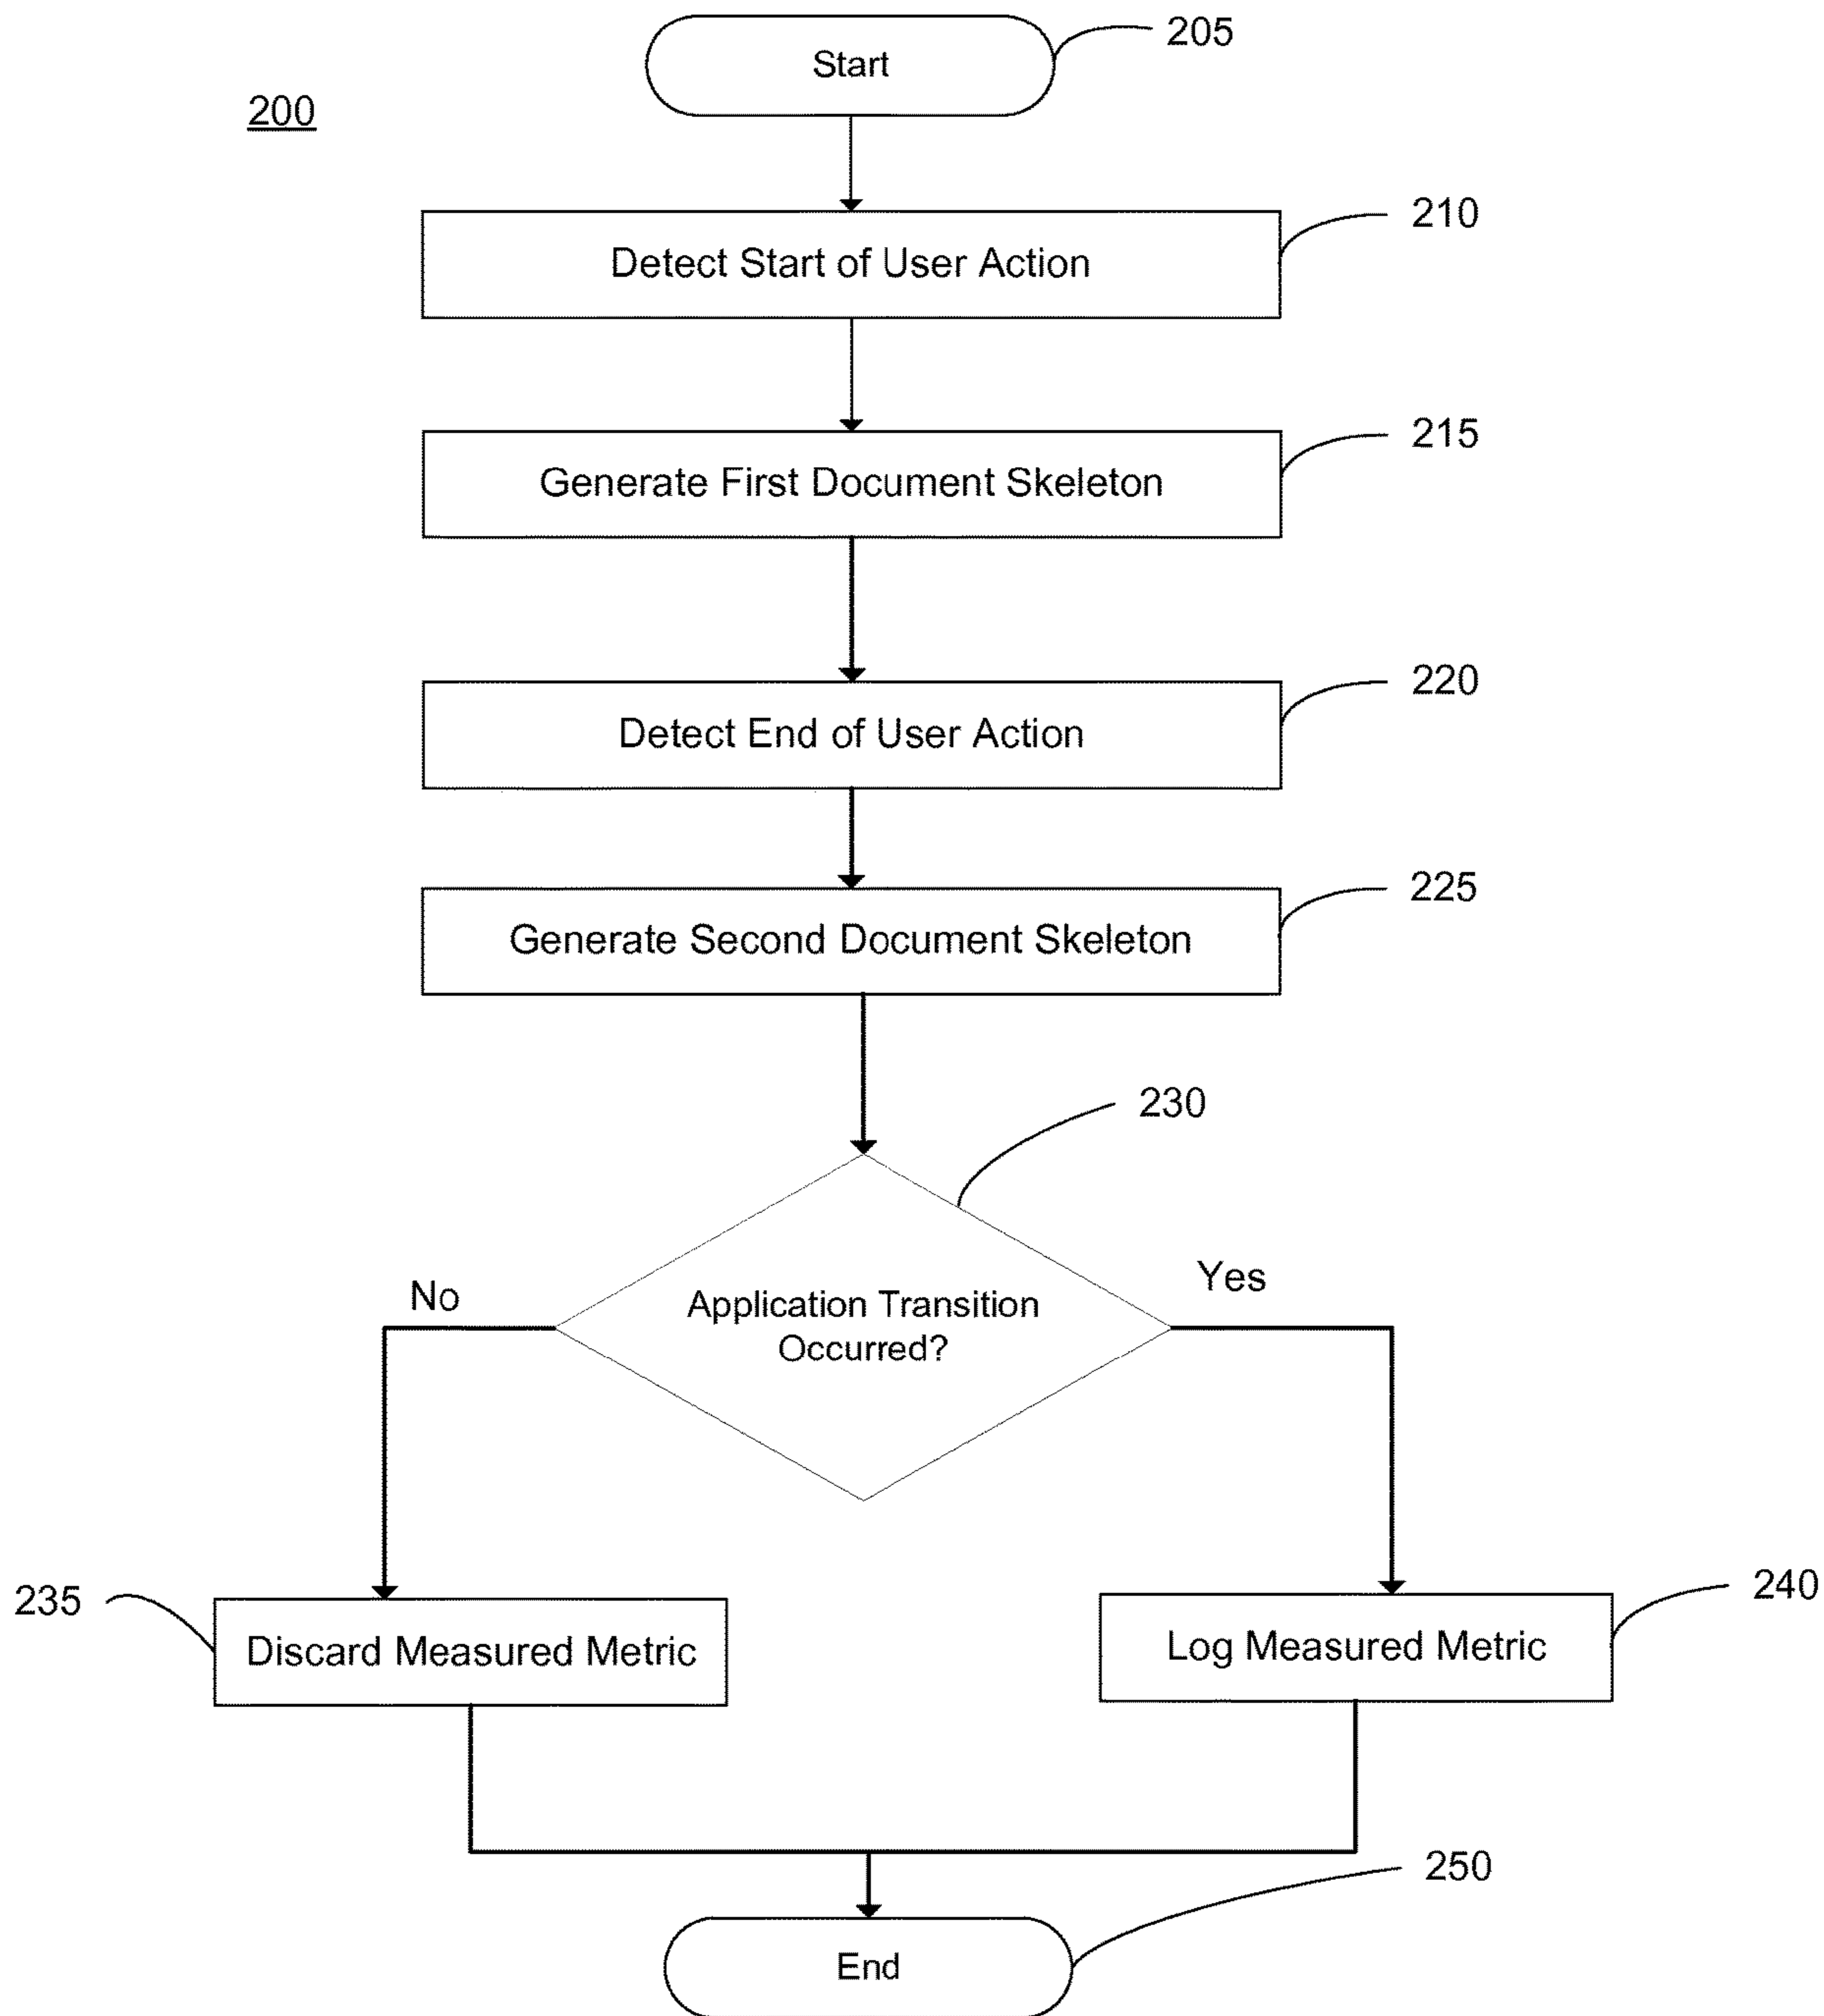 205
Start
200
210
Detect Start of User Action
215
Generate First Document Skeleton
220
Detect End of User Action
225
Generate Second Document Skeleton
230
No
Yes
Application Transition
Occurred?
235
240
Discard Measured Metric
Log Measured Metric
250
End